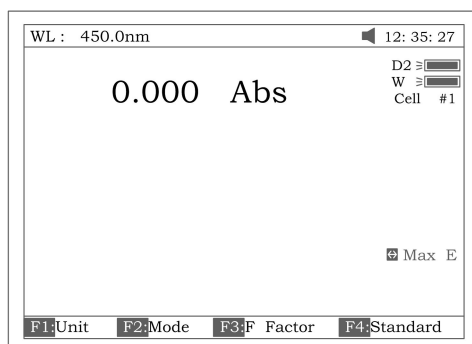 WL : 450.0nm 12: 35: 27
D2
W
0.000 Abs
Cell #1
Max E
F1:Unit F2:Mode F3:F Factor F4:Standard